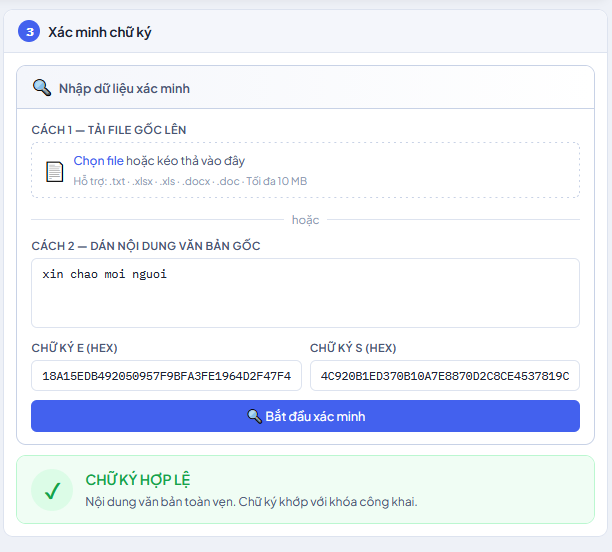 3 Xác minh chữ ký
Nhập dữ liệu xác minh
CÁCH 1 — TẢI FILE GỐC LÊN
Chọn file hoặc kéo thả vào đây
Hỗ trợ: .txt · .xlsx · .xls · .docx · .doc · Tối đa 10 MB
hoặc
CÁCH 2 — DÁN NỘI DUNG VĂN BẢN GỐC
xin chao moi nguoi
CHỮ KÝ E (HEX) CHỮ KÝ S (HEX)
18A15EDB492050957F9BFA3FE1964D2F47F4 4C920B1ED370B10A7E8870D2C8CE4537819C
Bắt đầu xác minh
CHỮ KÝ HỢP LỆ
Nội dung văn bản toàn vẹn. Chữ ký khớp với khóa công khai.